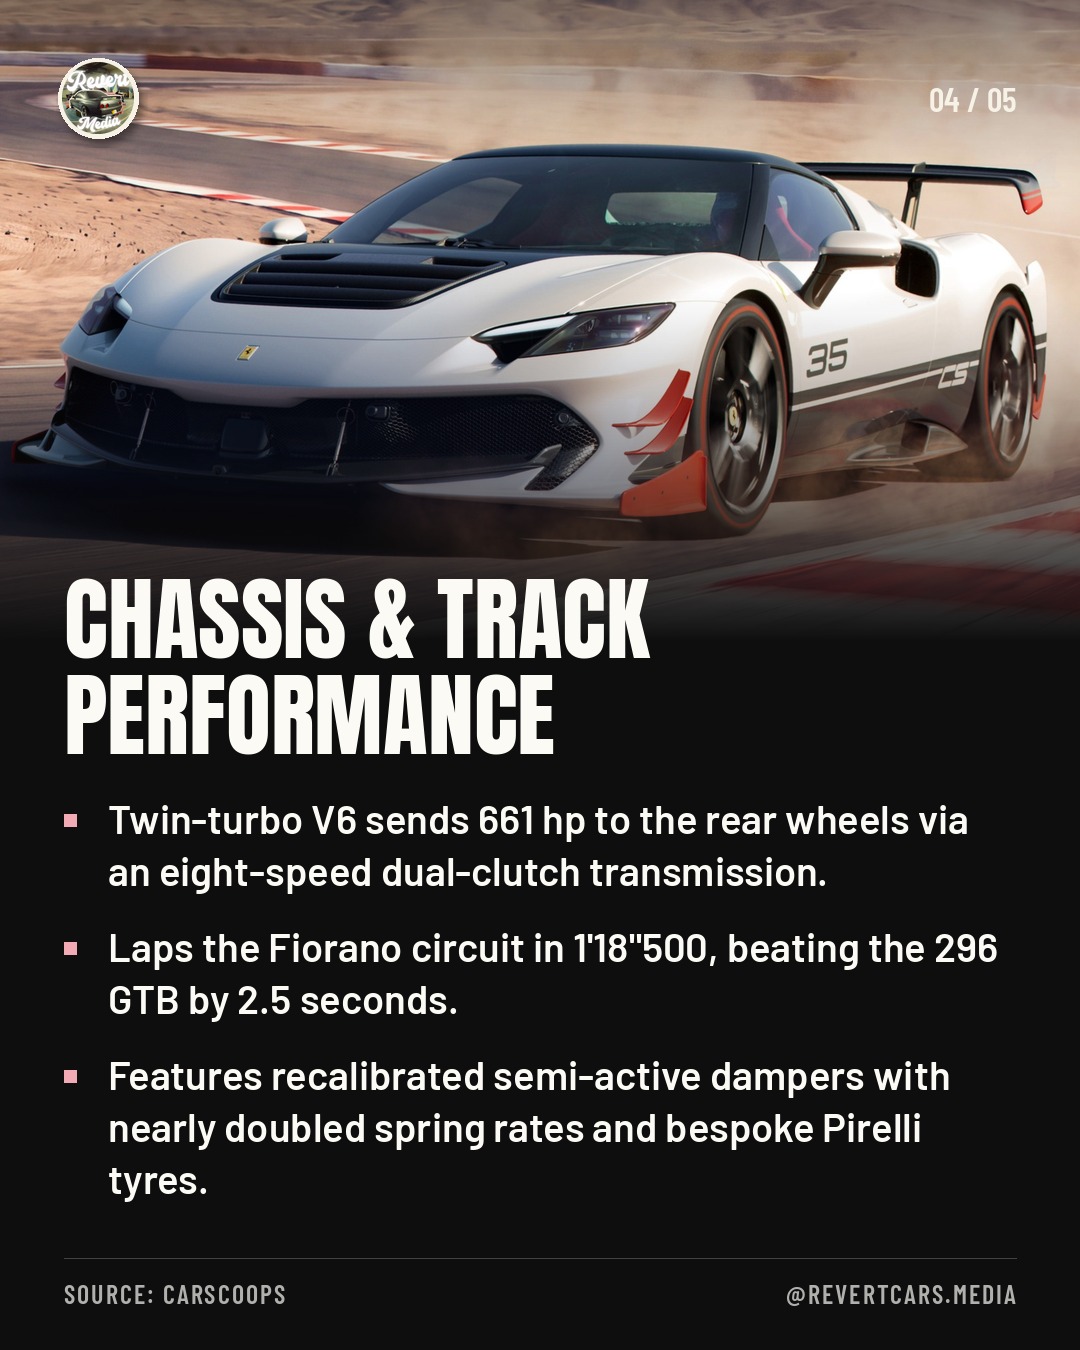 Revert
Media
04 / 05
35
CS
CHASSIS & TRACK
PERFORMANCE
Twin-turbo V6 sends 661 hp to the rear wheels via
an eight-speed dual-clutch transmission.
Laps the Fiorano circuit in 1'18"500, beating the 296
GTB by 2.5 seconds.
Features recalibrated semi-active dampers with
nearly doubled spring rates and bespoke Pirelli
tyres.
SOURCE: CARSCOOPS
@REVERTCARS.MEDIA